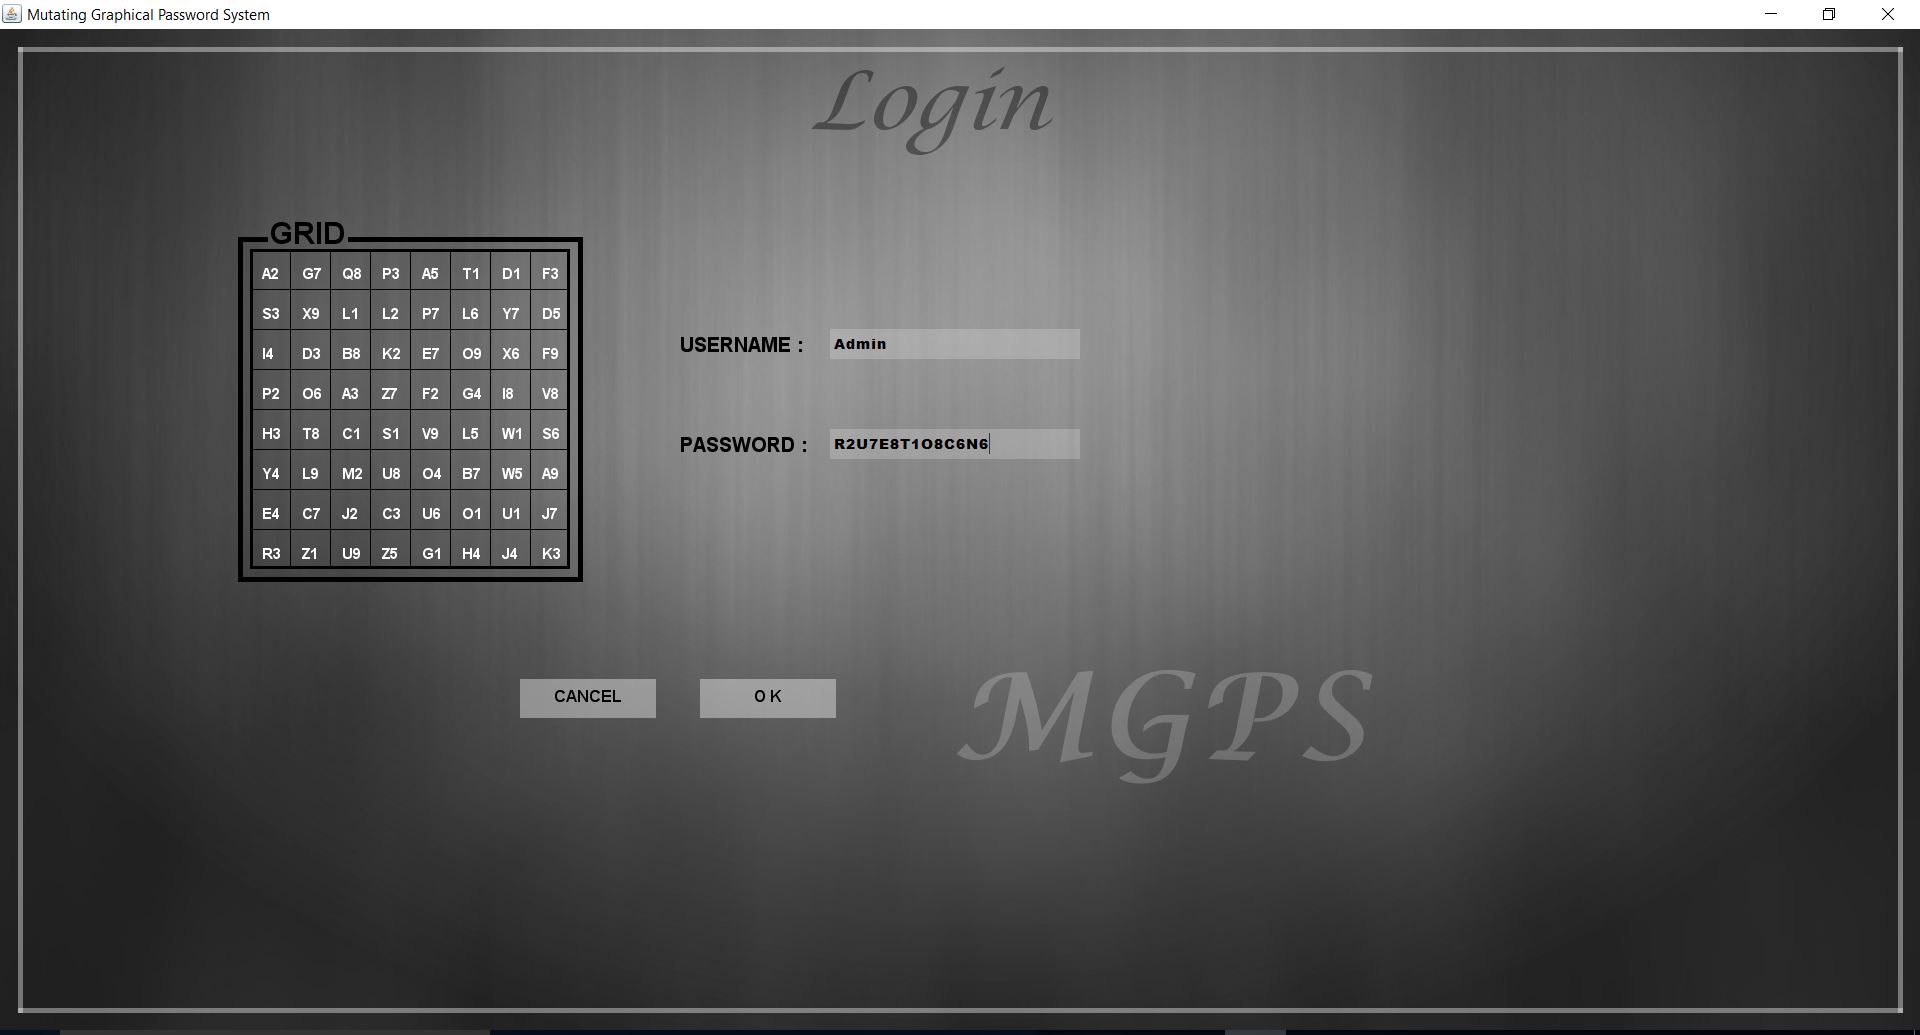 Mutating Graphical Password System
Login
GRID
A2 G7 Q8 P3 A5 T1 D1 F3
S3 X9 L1 L2 P7 L6 Y7 D5
I4 D3 B8 K2 E7 O9 X6 F9
P2 O6 A3 Z7 F2 G4 I8 V8
H3 T8 C1 S1 V9 L5 W1 S6
Y4 L9 M2 U8 O4 B7 W5 A9
E4 C7 J2 C3 U6 O1 U1 J7
R3 Z1 U9 Z5 G1 H4 J4 K3
USERNAME : Admin
PASSWORD : R2U7E8T1O8C6N6
CANCEL O K
MGPS